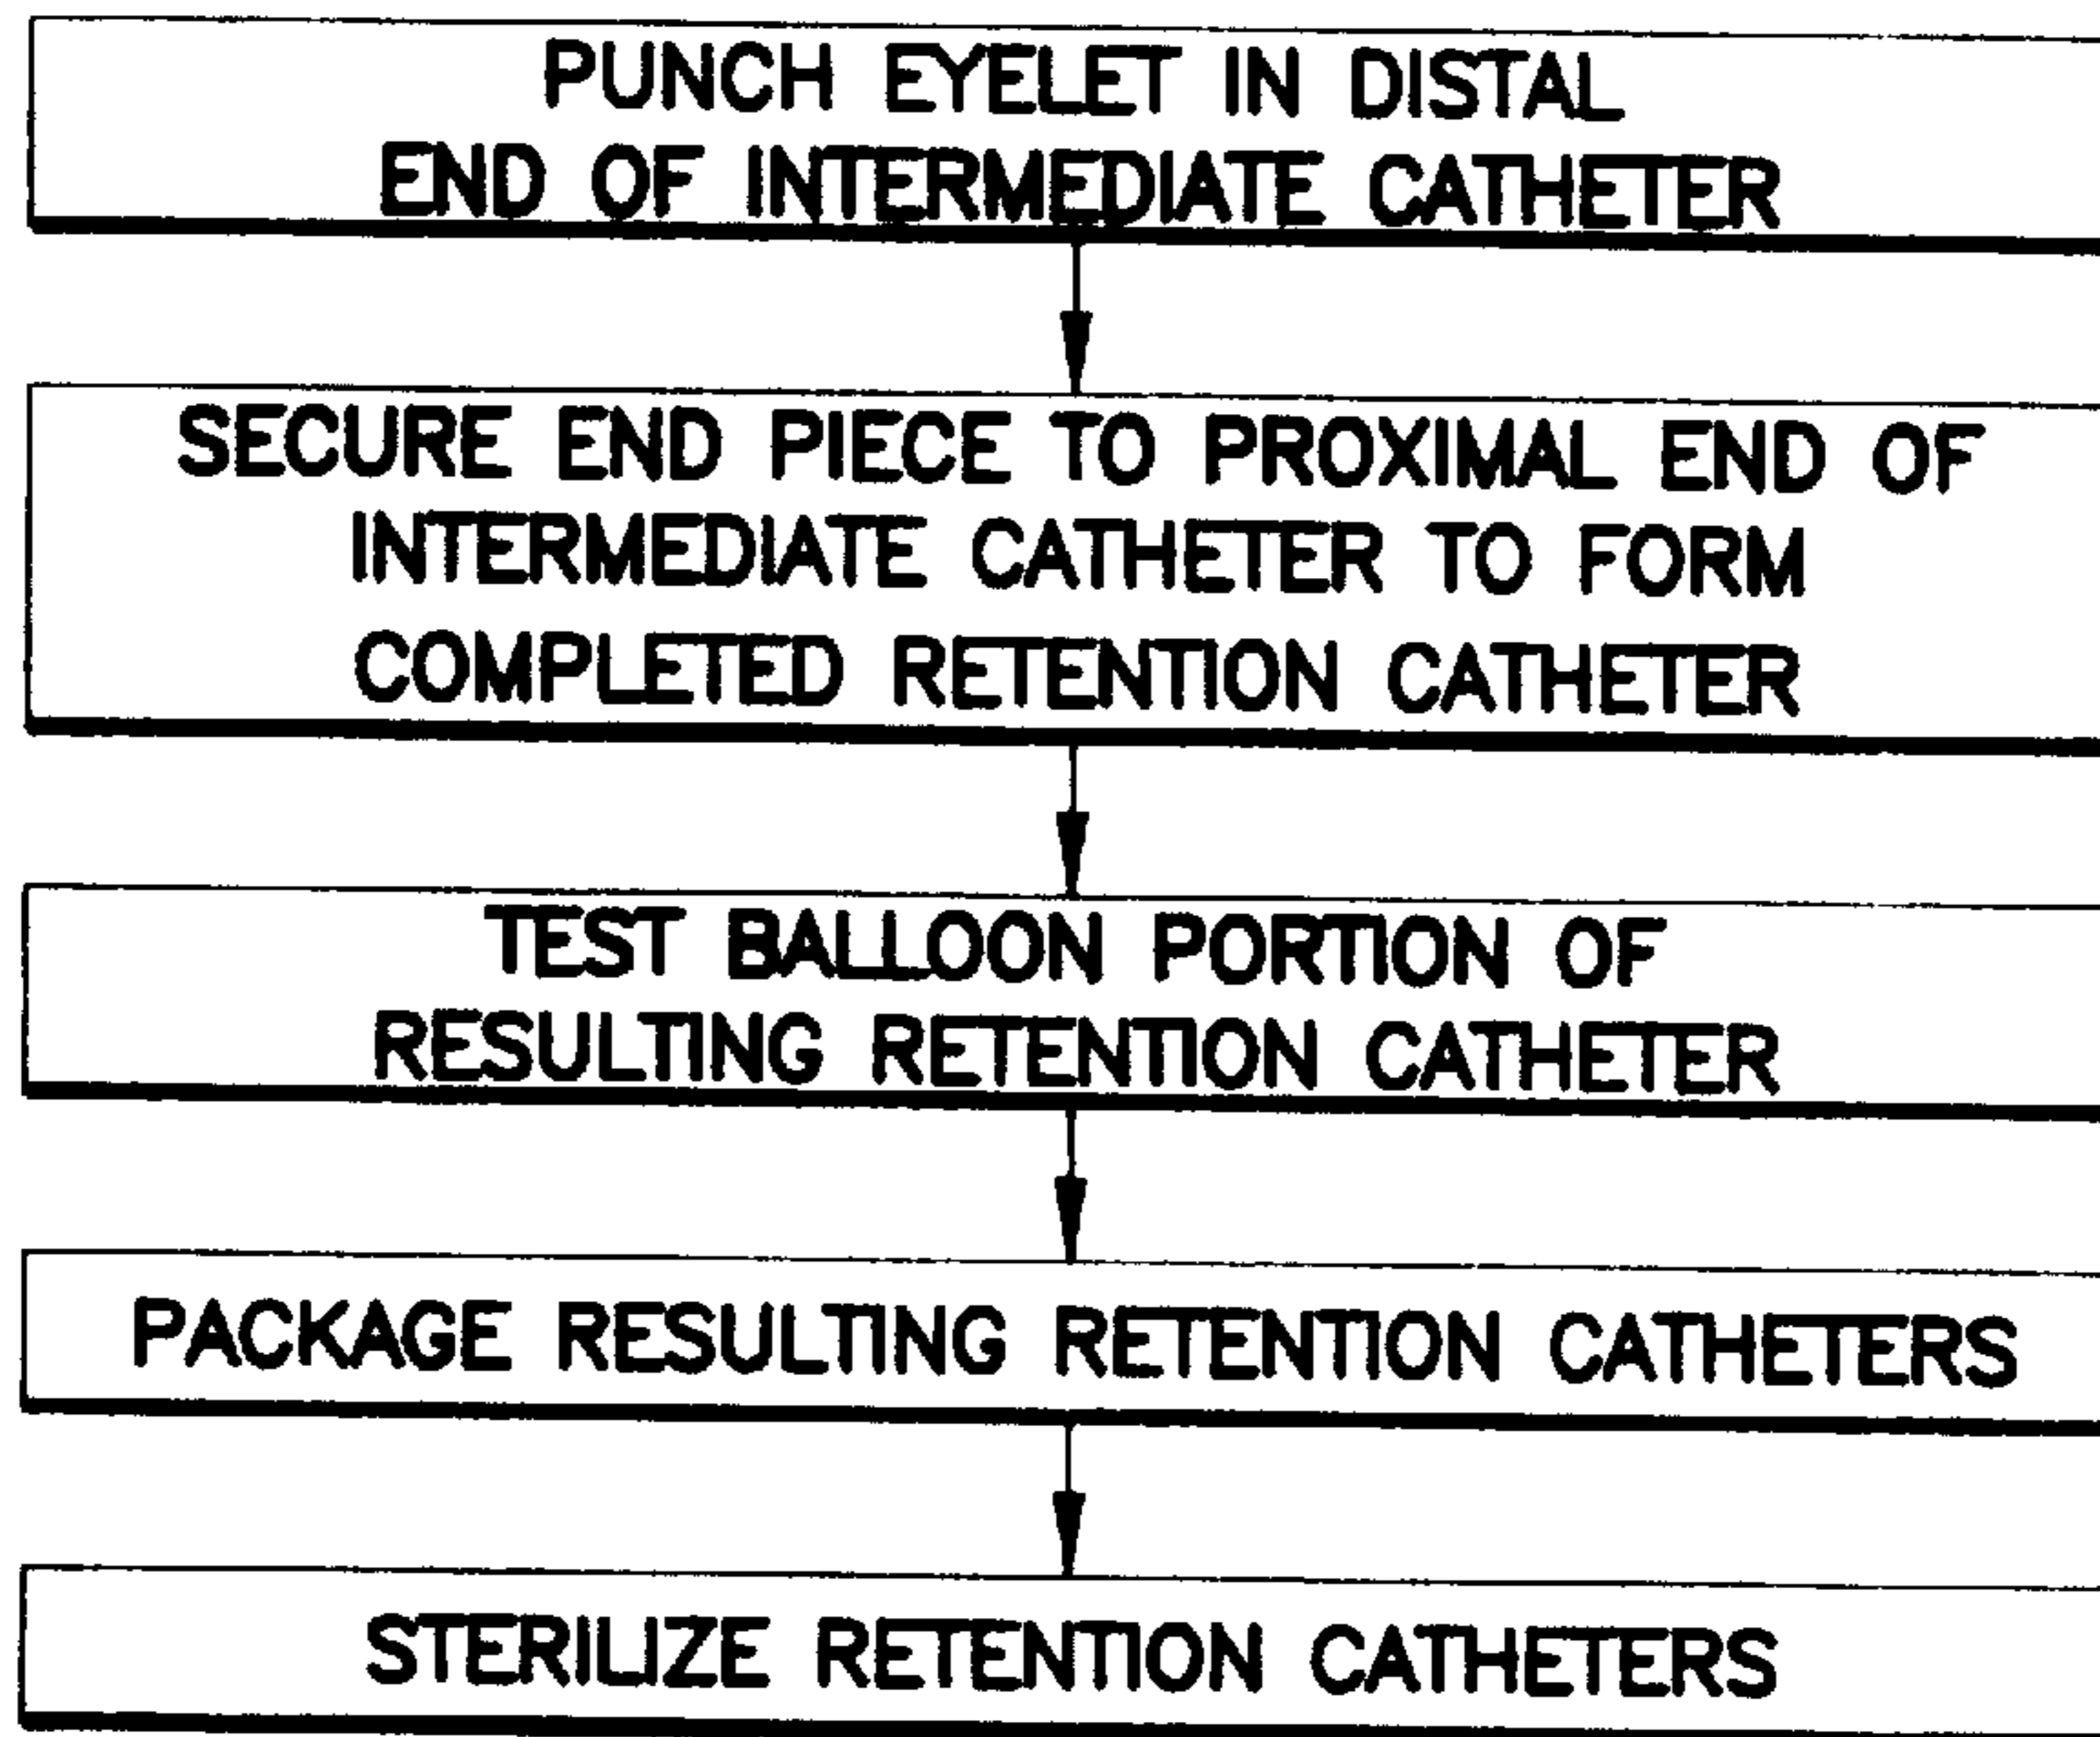 PUNCH EYELET IN DISTAL
END OF INTERMEDIATE CATHETER
SECURE END PIECE TO PROXIMAL END OF
INTERMEDIATE CATHETER TO FORM
COMPLETED RETENTION CATHETER
TEST BALLOON PORTION OF
RESULTING RETENTION CATHETER
PACKAGE RESULTING RETENTION CATHETERS
STERILIZE RETENTION CATHETERS